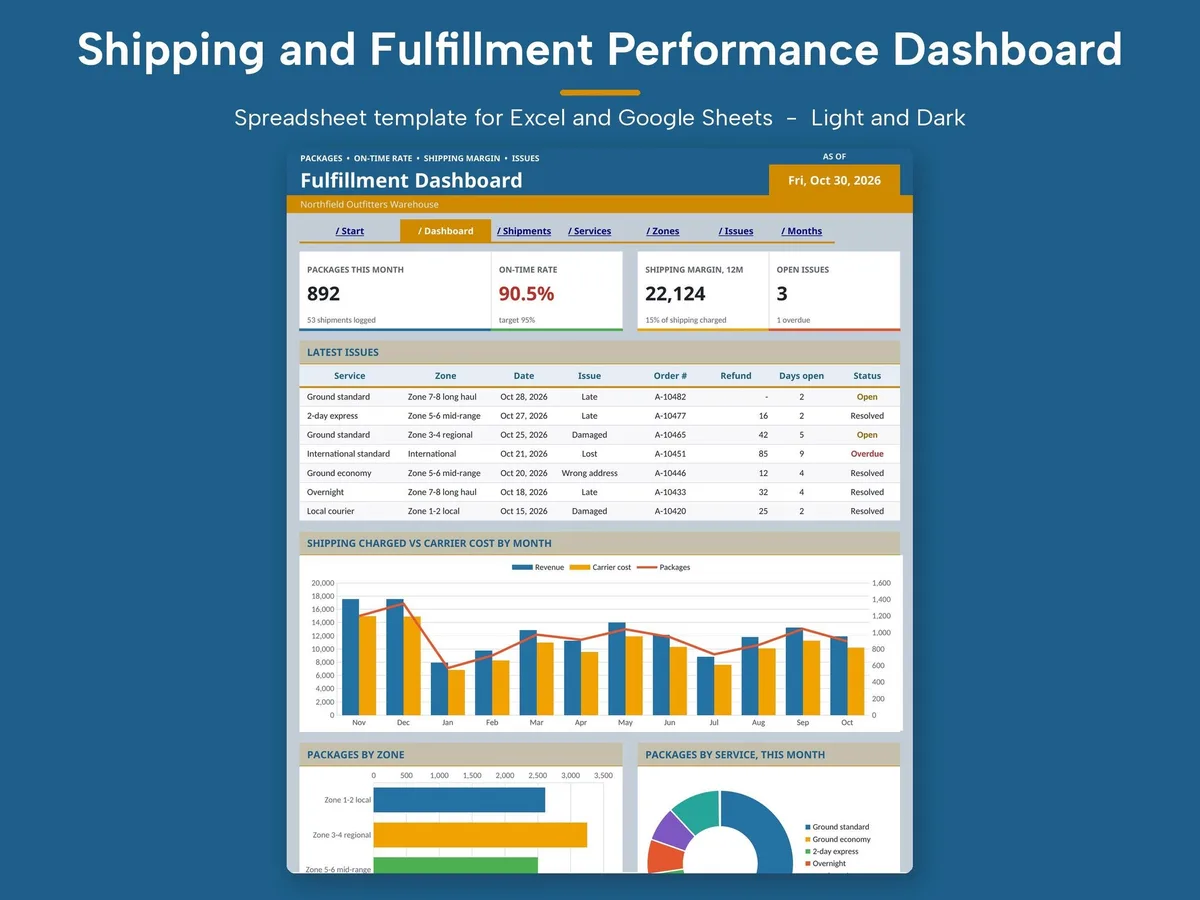 Shipping and Fulfillment Performance Dashboard
Spreadsheet template for Excel and Google Sheets – Light and Dark
PACKAGES • ON-TIME RATE • SHIPPING MARGIN • ISSUES
AS OF
Fulfillment Dashboard
Fri, Oct 30, 2026
Northfield Outfitters Warehouse
/ Start / Dashboard / Shipments / Services / Zones / Issues / Months
PACKAGES THIS MONTH ON-TIME RATE SHIPPING MARGIN, 12M OPEN ISSUES
892 90.5% 22,124 3
53 shipments logged target 95% 15% of shipping charged 1 overdue
LATEST ISSUES
Service Zone Date Issue Order # Refund Days open Status
Ground standard Zone 7-8 long haul Oct 28, 2026 Late A-10482 - 2 Open
2-day express Zone 5-6 mid-range Oct 27, 2026 Late A-10477 16 2 Resolved
Ground standard Zone 3-4 regional Oct 25, 2026 Damaged A-10465 42 5 Open
International standard International Oct 21, 2026 Lost A-10451 85 9 Overdue
Ground economy Zone 5-6 mid-range Oct 20, 2026 Wrong address A-10446 12 4 Resolved
Overnight Zone 7-8 long haul Oct 18, 2026 Late A-10433 32 4 Resolved
Local courier Zone 1-2 local Oct 15, 2026 Damaged A-10420 25 2 Resolved
SHIPPING CHARGED VS CARRIER COST BY MONTH
Revenue Carrier cost Packages
20,000 1,600
18,000 1,400
16,000 1,200
14,000 1,000
12,000 800
10,000 600
8,000 400
6,000 200
4,000 0
2,000
0
Nov Dec Jan Feb Mar Apr May Jun Jul Aug Sep Oct
PACKAGES BY ZONE PACKAGES BY SERVICE, THIS MONTH
0 500 1,000 1,500 2,000 2,500 3,000 3,500
Zone 1-2 local
Zone 3-4 regional
Zone 5-6 mid-range
Ground standard
Ground economy
2-day express
Overnight